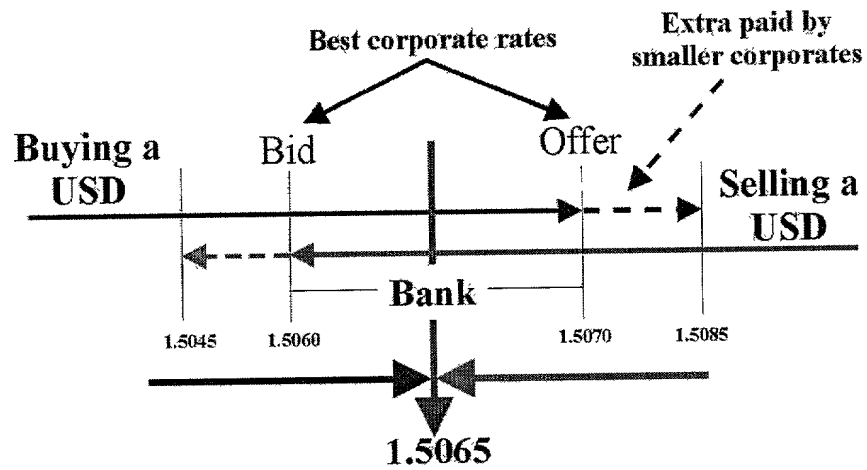 Best corporate rates
Extra paid by
smaller corporates
Buying a
USD
Bid
Offer
Selling a
USD
Bank
1.5045
1.5060
1.5070
1.5085
1.5065